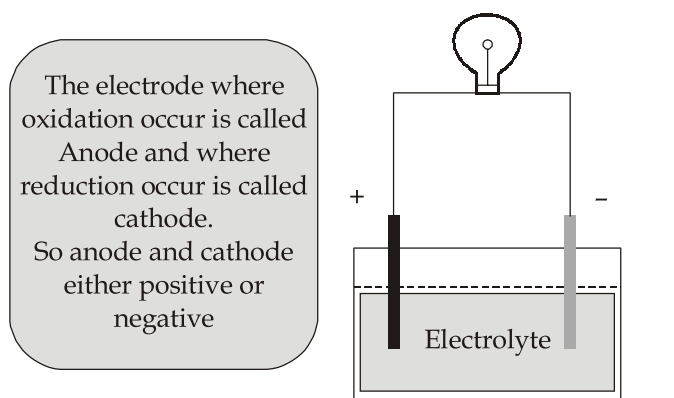 The electrode where
oxidation occur is called
Anode and where
reduction occur is called
cathode.
So anode and cathode
either positive or
negative
+
–
Electrolyte